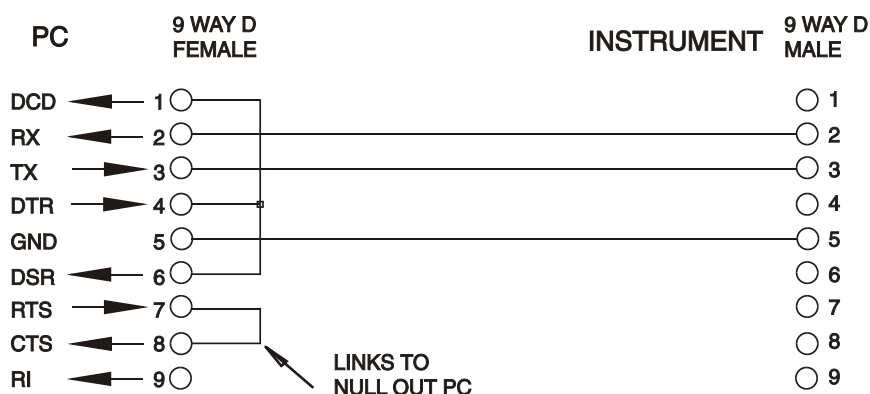 PC
9 WAY D
FEMALE
INSTRUMENT
9 WAY D
MALE
DCD 1 1
RX 2 2
TX 3 3
DTR 4 4
GND 5 5
DSR 6 6
RTS 7 7
CTS 8 8
RI 9 9
LINKS TO
NULL OUT PC